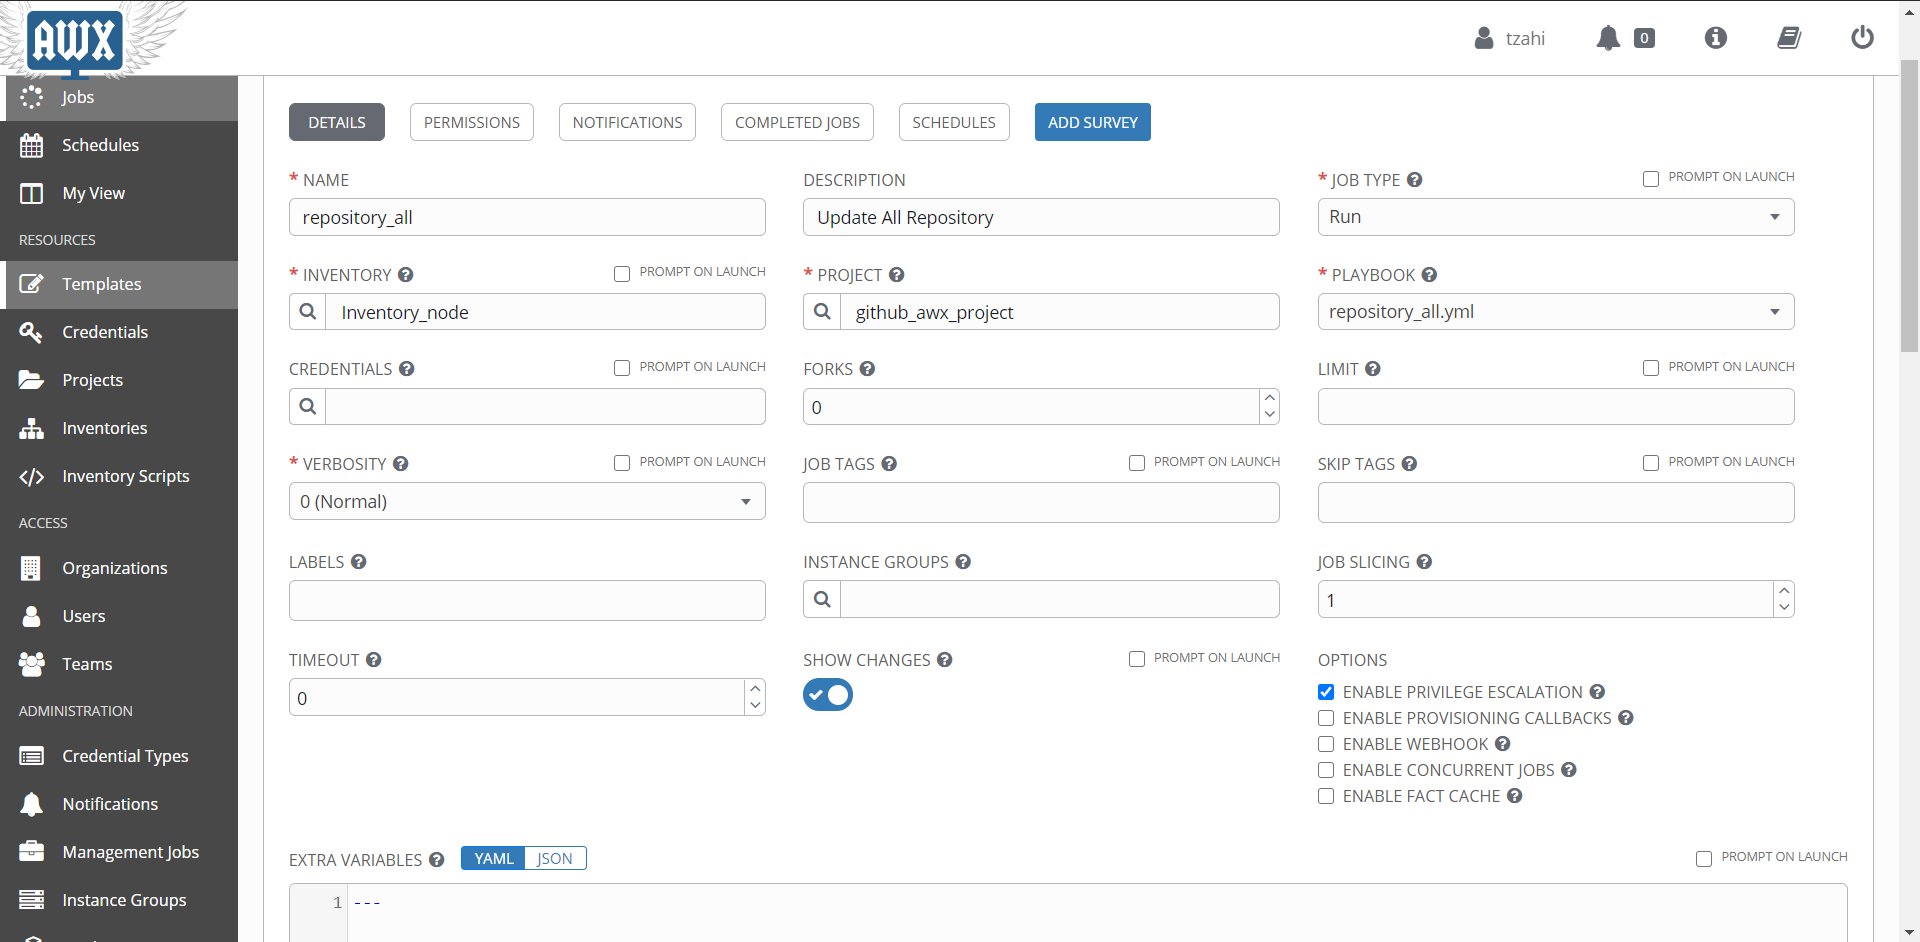 AWX
tzahi
0
Jobs
Schedules
My View
RESOURCES
Templates
Credentials
Projects
Inventories
Inventory Scripts
ACCESS
Organizations
Users
Teams
ADMINISTRATION
Credential Types
Notifications
Management Jobs
Instance Groups
DETAILS PERMISSIONS NOTIFICATIONS COMPLETED JOBS SCHEDULES ADD SURVEY
* NAME
repository_all
DESCRIPTION
Update All Repository
* JOB TYPE ? PROMPT ON LAUNCH
Run
* INVENTORY ? PROMPT ON LAUNCH
Inventory_node
* PROJECT ?
github_awx_project
* PLAYBOOK ?
repository_all.yml
CREDENTIALS ? PROMPT ON LAUNCH
FORKS ?
0
LIMIT ? PROMPT ON LAUNCH
* VERBOSITY ? PROMPT ON LAUNCH
0 (Normal)
JOB TAGS ? PROMPT ON LAUNCH
SKIP TAGS ? PROMPT ON LAUNCH
LABELS ?
INSTANCE GROUPS ?
JOB SLICING ?
1
TIMEOUT ?
0
SHOW CHANGES ? PROMPT ON LAUNCH
OPTIONS
ENABLE PRIVILEGE ESCALATION ?
ENABLE PROVISIONING CALLBACKS ?
ENABLE WEBHOOK ?
ENABLE CONCURRENT JOBS ?
ENABLE FACT CACHE ?
EXTRA VARIABLES ? YAML JSON PROMPT ON LAUNCH
1 ---